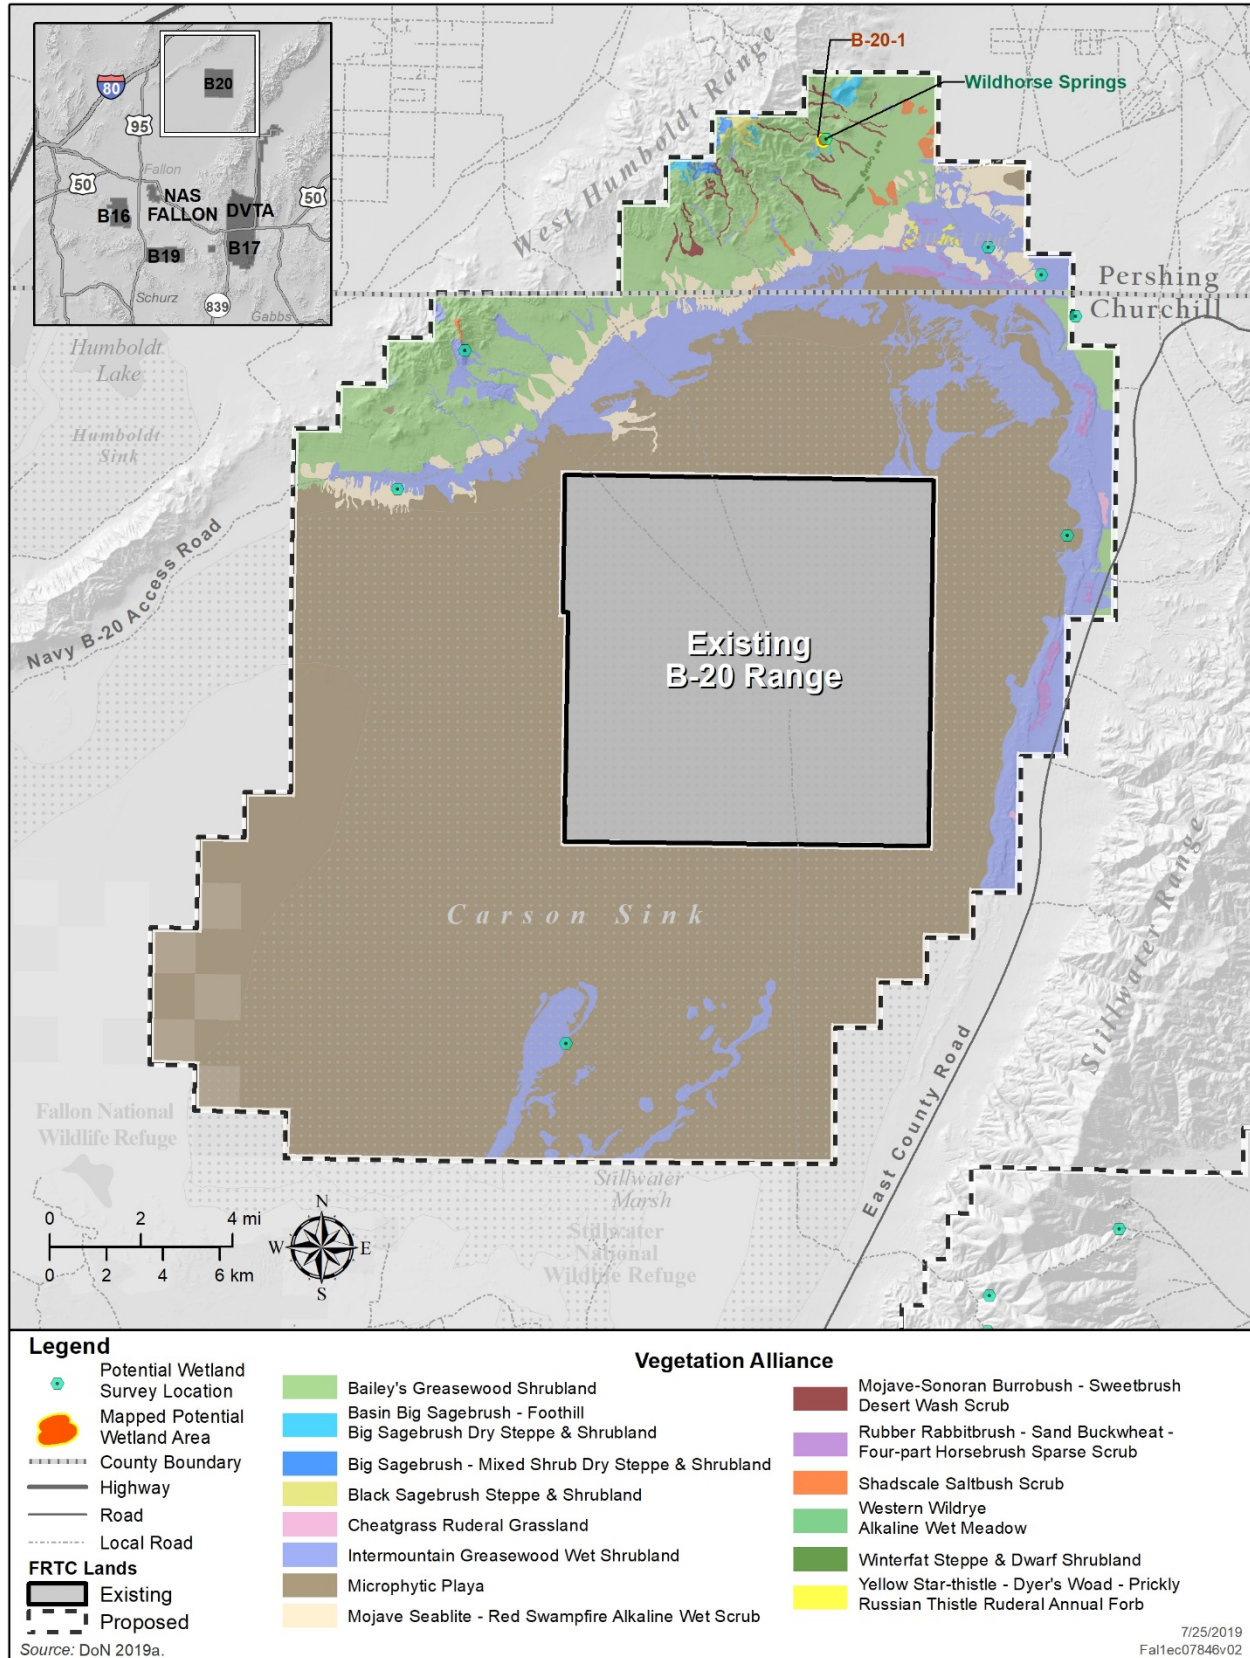 B-20-1
Wildhorse Springs
B20
80
95
Fallon
50
NAS
FALLON
DVTA
50
B16
B17
B19
Schurz
839
Gabbs
West Humboldt Range
Pershing
Churchill
Humboldt
Lake
Humboldt
Sink
Navy B-20 Access Road
Existing
B-20 Range
Carson Sink
Stillwater Range
East County Road
Fallon National
Wildlife Refuge
Stillwater
Marsh
Stillwater
National
Wildlife Refuge
0 2 4 mi
0 2 4 6 km
N
W E
S
Legend
Potential Wetland
Survey Location
Mapped Potential
Wetland Area
County Boundary
Highway
Road
Local Road
FRTC Lands
Existing
Proposed
Source: DoN 2019a.
Vegetation Alliance
Bailey's Greasewood Shrubland
Basin Big Sagebrush - Foothill
Big Sagebrush Dry Steppe & Shrubland
Big Sagebrush - Mixed Shrub Dry Steppe & Shrubland
Black Sagebrush Steppe & Shrubland
Cheatgrass Ruderal Grassland
Intermountain Greasewood Wet Shrubland
Microphytic Playa
Mojave Seablite - Red Swampfire Alkaline Wet Scrub
Mojave-Sonoran Burrobush - Sweetbrush
Desert Wash Scrub
Rubber Rabbitbrush - Sand Buckwheat -
Four-part Horsebrush Sparse Scrub
Shadscale Saltbush Scrub
Western Wildrye
Alkaline Wet Meadow
Winterfat Steppe & Dwarf Shrubland
Yellow Star-thistle - Dyer's Woad - Prickly
Russian Thistle Ruderal Annual Forb
7/25/2019
Fal1ec07846v02